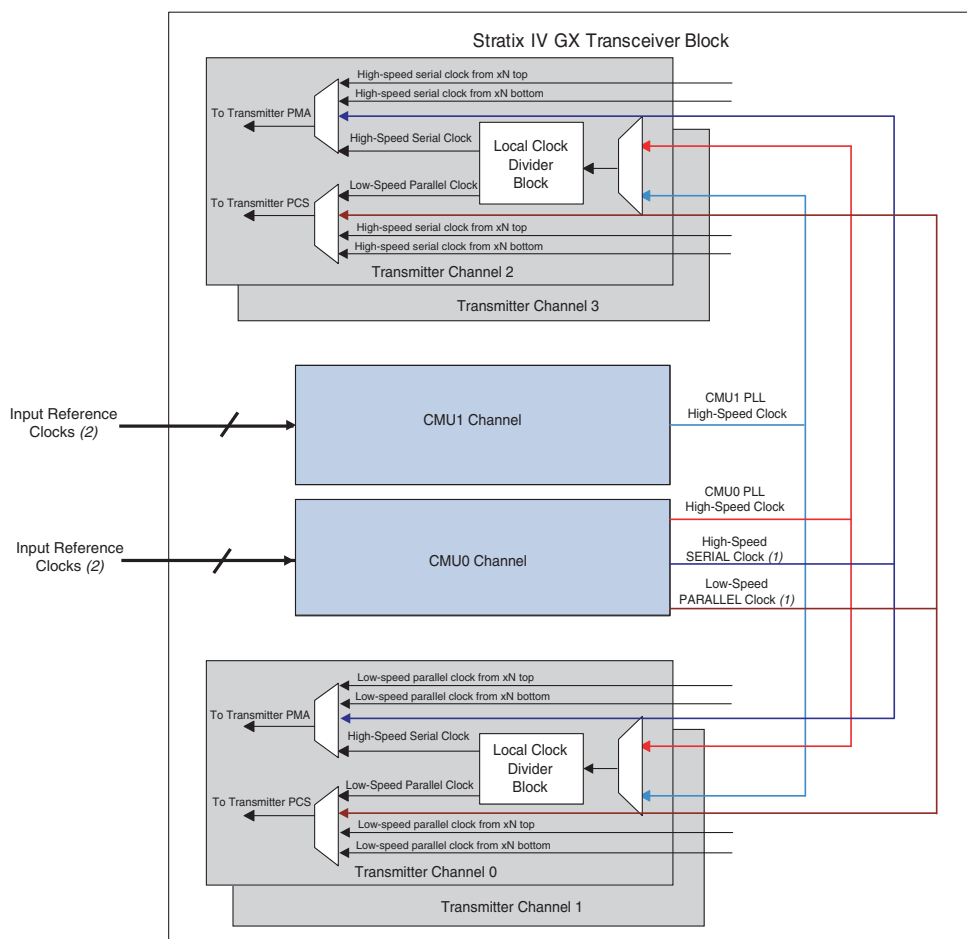 Stratix IV GX Transceiver Block
High-speed serial clock from xN top
High-speed serial clock from xN bottom
To Transmitter PMA
High-Speed Serial Clock
Local Clock
Divider
Block
Low-Speed Parallel Clock
To Transmitter PCS
High-speed serial clock from xN top
High-speed serial clock from xN bottom
Transmitter Channel 2
Transmitter Channel 3
Input Reference
Clocks (2)
CMU1 Channel
CMU1 PLL
High-Speed Clock
CMU0 PLL
High-Speed Clock
Input Reference
Clocks (2)
CMU0 Channel
High-Speed
SERIAL Clock (1)
Low-Speed
PARALLEL Clock (1)
Low-speed parallel clock from xN top
Low-speed parallel clock from xN bottom
To Transmitter PMA
High-Speed Serial Clock
Local Clock
Divider
Block
Low-Speed Parallel Clock
To Transmitter PCS
Low-speed parallel clock from xN top
Low-speed parallel clock from xN bottom
Transmitter Channel 0
Transmitter Channel 1